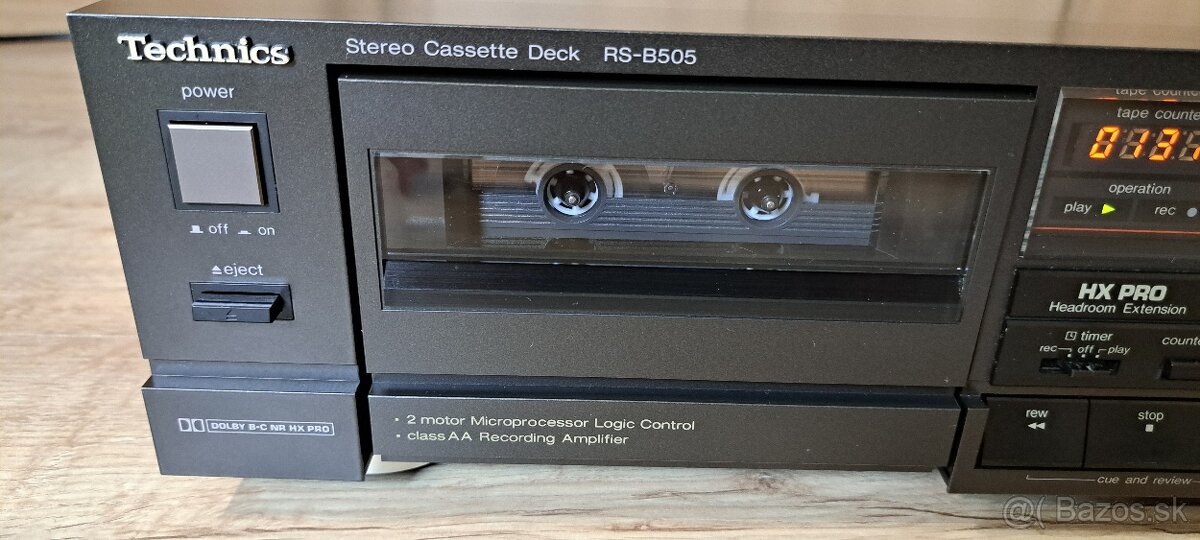 Technics
Stereo Cassette Deck RS-B505
power
off on
eject
DOLBY B-C NR HX PRO
• 2 motor Microprocessor Logic Control
• class AA Recording Amplifier
tape counte
operation
play rec
HX PRO
Headroom Extension
timer
rec off play
count
rew
stop
cue and review
@( Bazos.sk